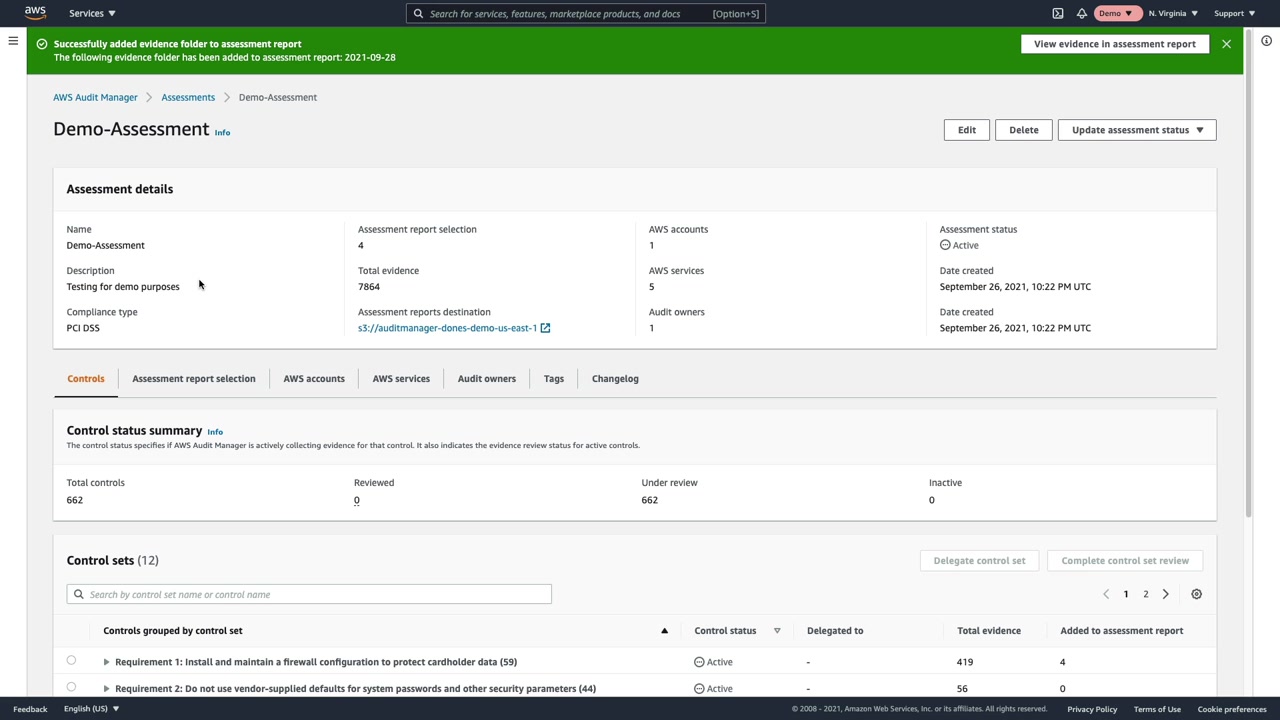 aws Services Search for services, features, marketplace products, and docs [Option+S] Demo N. Virginia Support
Successfully added evidence folder to assessment report
The following evidence folder has been added to assessment report: 2021-09-28
View evidence in assessment report
AWS Audit Manager > Assessments > Demo-Assessment
Demo-Assessment Info
Edit Delete Update assessment status
Assessment details
Name Assessment report selection AWS accounts Assessment status
Demo-Assessment 4 1 Active
Description Total evidence AWS services Date created
Testing for demo purposes 7864 5 September 26, 2021, 10:22 PM UTC
Compliance type Assessment reports destination Audit owners Date created
PCI DSS s3://auditmanager-dones-demo-us-east-1 1 September 26, 2021, 10:22 PM UTC
Controls Assessment report selection AWS accounts AWS services Audit owners Tags Changelog
Control status summary Info
The control status specifies if AWS Audit Manager is actively collecting evidence for that control. It also indicates the evidence review status for active controls.
Total controls Reviewed Under review Inactive
662 0 662 0
Control sets (12) Delegate control set Complete control set review
Search by control set name or control name 1 2
Controls grouped by control set Control status Delegated to Total evidence Added to assessment report
Requirement 1: Install and maintain a firewall configuration to protect cardholder data (59) Active - 419 4
Requirement 2: Do not use vendor-supplied defaults for system passwords and other security parameters (44) Active - 56 0
Feedback English (US) © 2008 - 2021, Amazon Web Services, Inc. or its affiliates. All rights reserved. Privacy Policy Terms of Use Cookie preferences